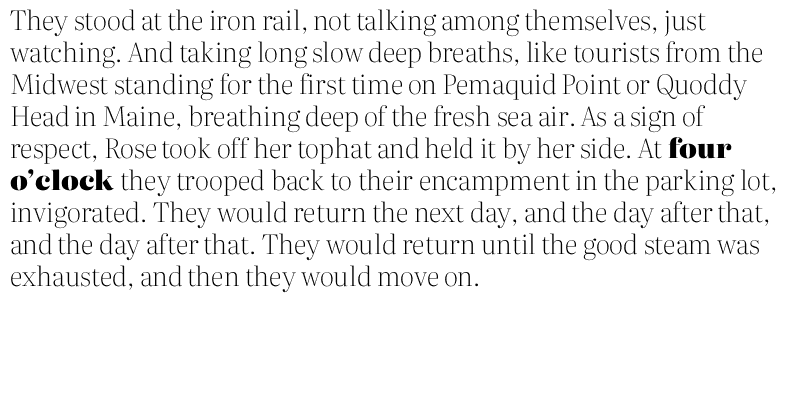 They stood at the iron rail, not talking among themselves, just
watching. And taking long slow deep breaths, like tourists from the
Midwest standing for the first time on Pemaquid Point or Quoddy
Head in Maine, breathing deep of the fresh sea air. As a sign of
respect, Rose took off her tophat and held it by her side. At four
o’clock they trooped back to their encampment in the parking lot,
invigorated. They would return the next day, and the day after that,
and the day after that. They would return until the good steam was
exhausted, and then they would move on.